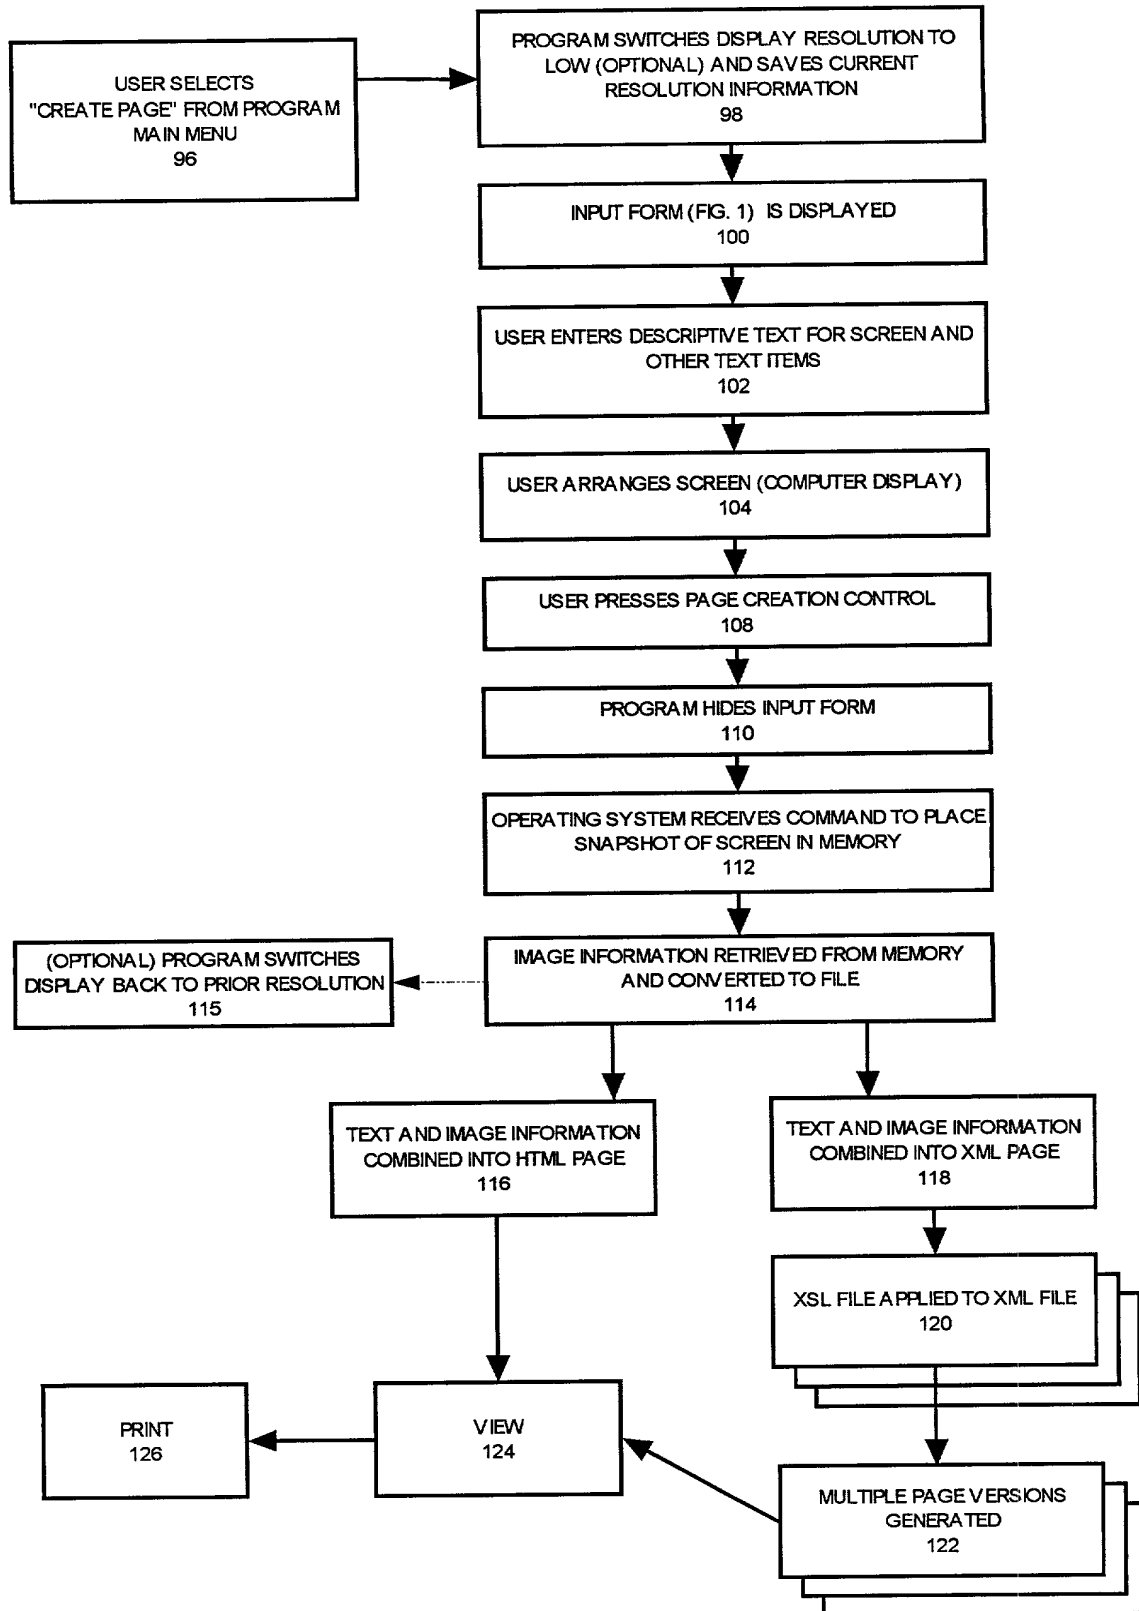 USER SELECTS
"CREATE PAGE" FROM PROGRAM
MAIN MENU
96
PROGRAM SWITCHES DISPLAY RESOLUTION TO
LOW (OPTIONAL) AND SAVES CURRENT
RESOLUTION INFORMATION
98
INPUT FORM (FIG. 1) IS DISPLAYED
100
USER ENTERS DESCRIPTIVE TEXT FOR SCREEN AND
OTHER TEXT ITEMS
102
USER ARRANGES SCREEN (COMPUTER DISPLAY)
104
USER PRESSES PAGE CREATION CONTROL
108
PROGRAM HIDES INPUT FORM
110
OPERATING SYSTEM RECEIVES COMMAND TO PLACE
SNAPSHOT OF SCREEN IN MEMORY
112
IMAGE INFORMATION RETRIEVED FROM MEMORY
AND CONVERTED TO FILE
114
(OPTIONAL) PROGRAM SWITCHES
DISPLAY BACK TO PRIOR RESOLUTION
115
TEXT AND IMAGE INFORMATION
COMBINED INTO HTML PAGE
116
TEXT AND IMAGE INFORMATION
COMBINED INTO XML PAGE
118
XSL FILE APPLIED TO XML FILE
120
PRINT
126
VIEW
124
MULTIPLE PAGE VERSIONS
GENERATED
122